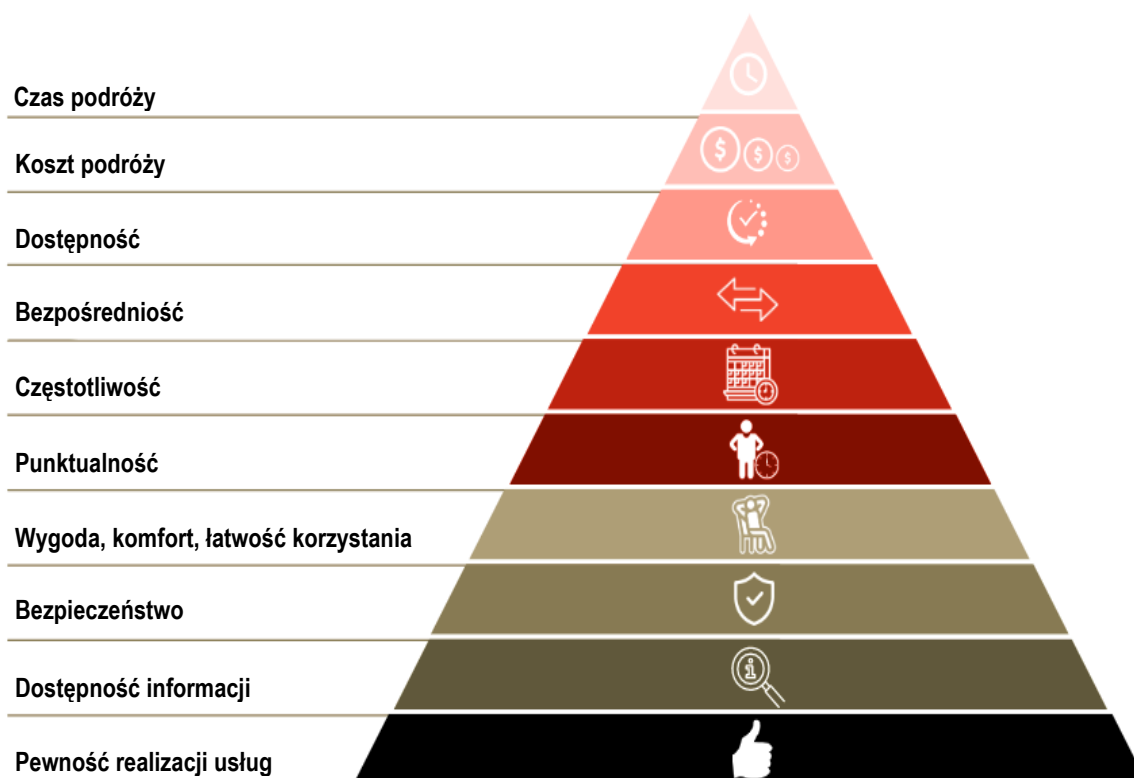 Czas podróży
Koszt podróży
Dostępność
Bezpośredniość
Częstotliwość
Punktualność
Wygoda, komfort, łatwość korzystania
Bezpieczeństwo
Dostępność informacji
Pewność realizacji usług